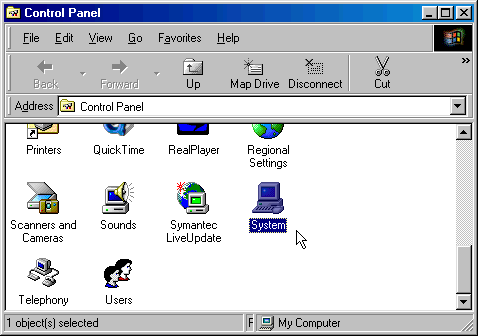 Control Panel
File Edit View Go Favorites Help
Back Forward Up Map Drive Disconnect Cut »
Address Control Panel
Printers QuickTime RealPlayer Regional
Settings
Scanners and Sounds Symantec System
Cameras LiveUpdate
Telephony Users
1 object(s) selected F My Computer